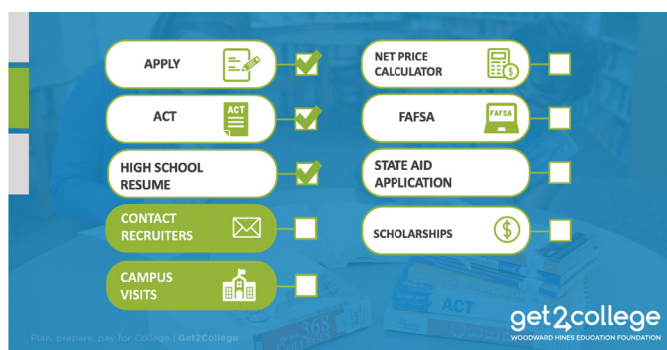 APPLY
ACT
ACT
HIGH SCHOOL
RESUME
CONTACT
RECRUITERS
CAMPUS
VISITS
NET PRICE
CALCULATOR
FAFSA
FAFSA
STATE AID
APPLICATION
SCHOLARSHIPS
368
ACT
get2college
WOODWARD HINES EDUCATION FOUNDATION
Plan, prepare, pay for College | Get2College